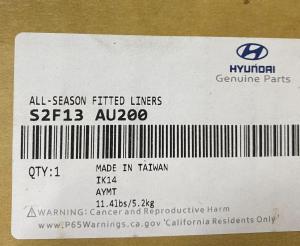 HYUNDAI
Genuine Parts
ALL-SEASON FITTED LINERS
S2F13 AU200
QTY:1
MADE IN TAIWAN
IK14
AYMT
11.4lbs/5.2kg
⚠WARNING: Cancer and Reproductive Harm
www.P65Warnings.ca.gov 'California Residents Only'